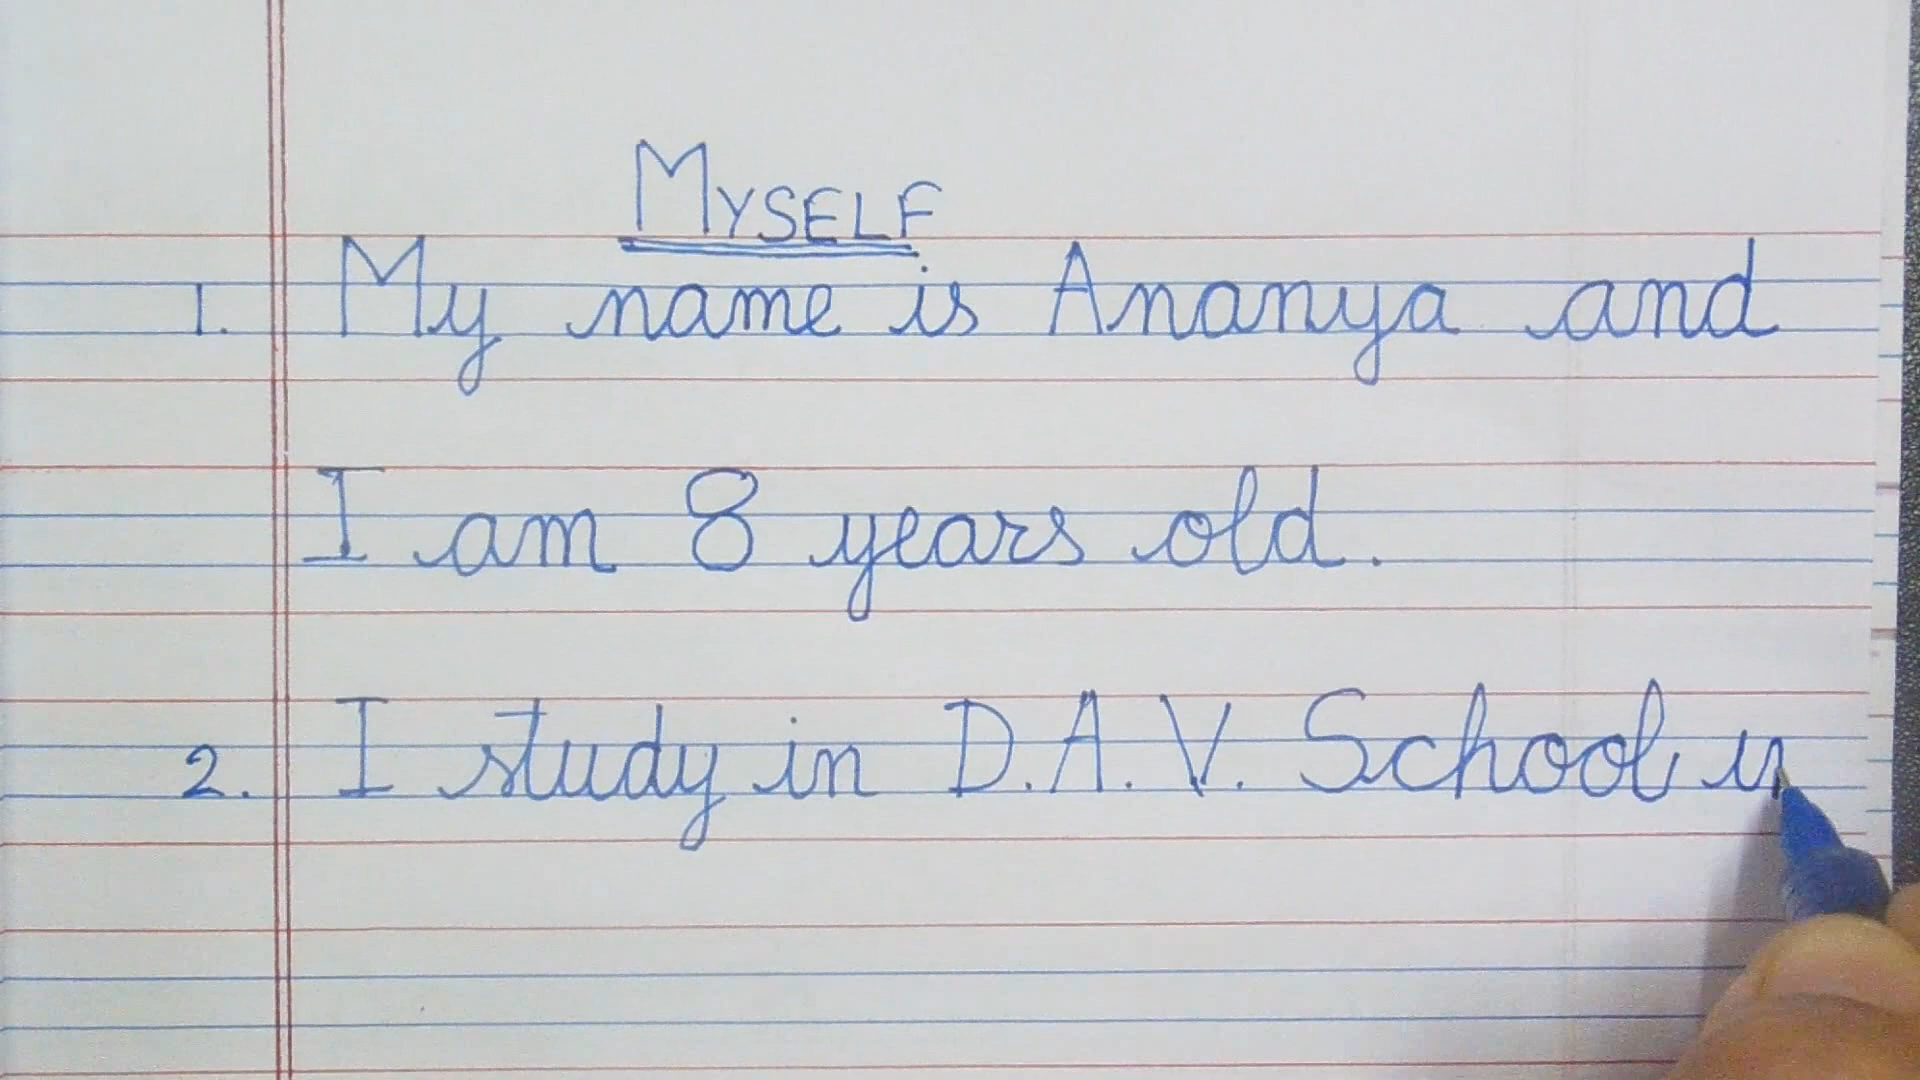 MYSELF
1. My name is Ananya and
I am 8 years old.
2. I study in D.A.V. School